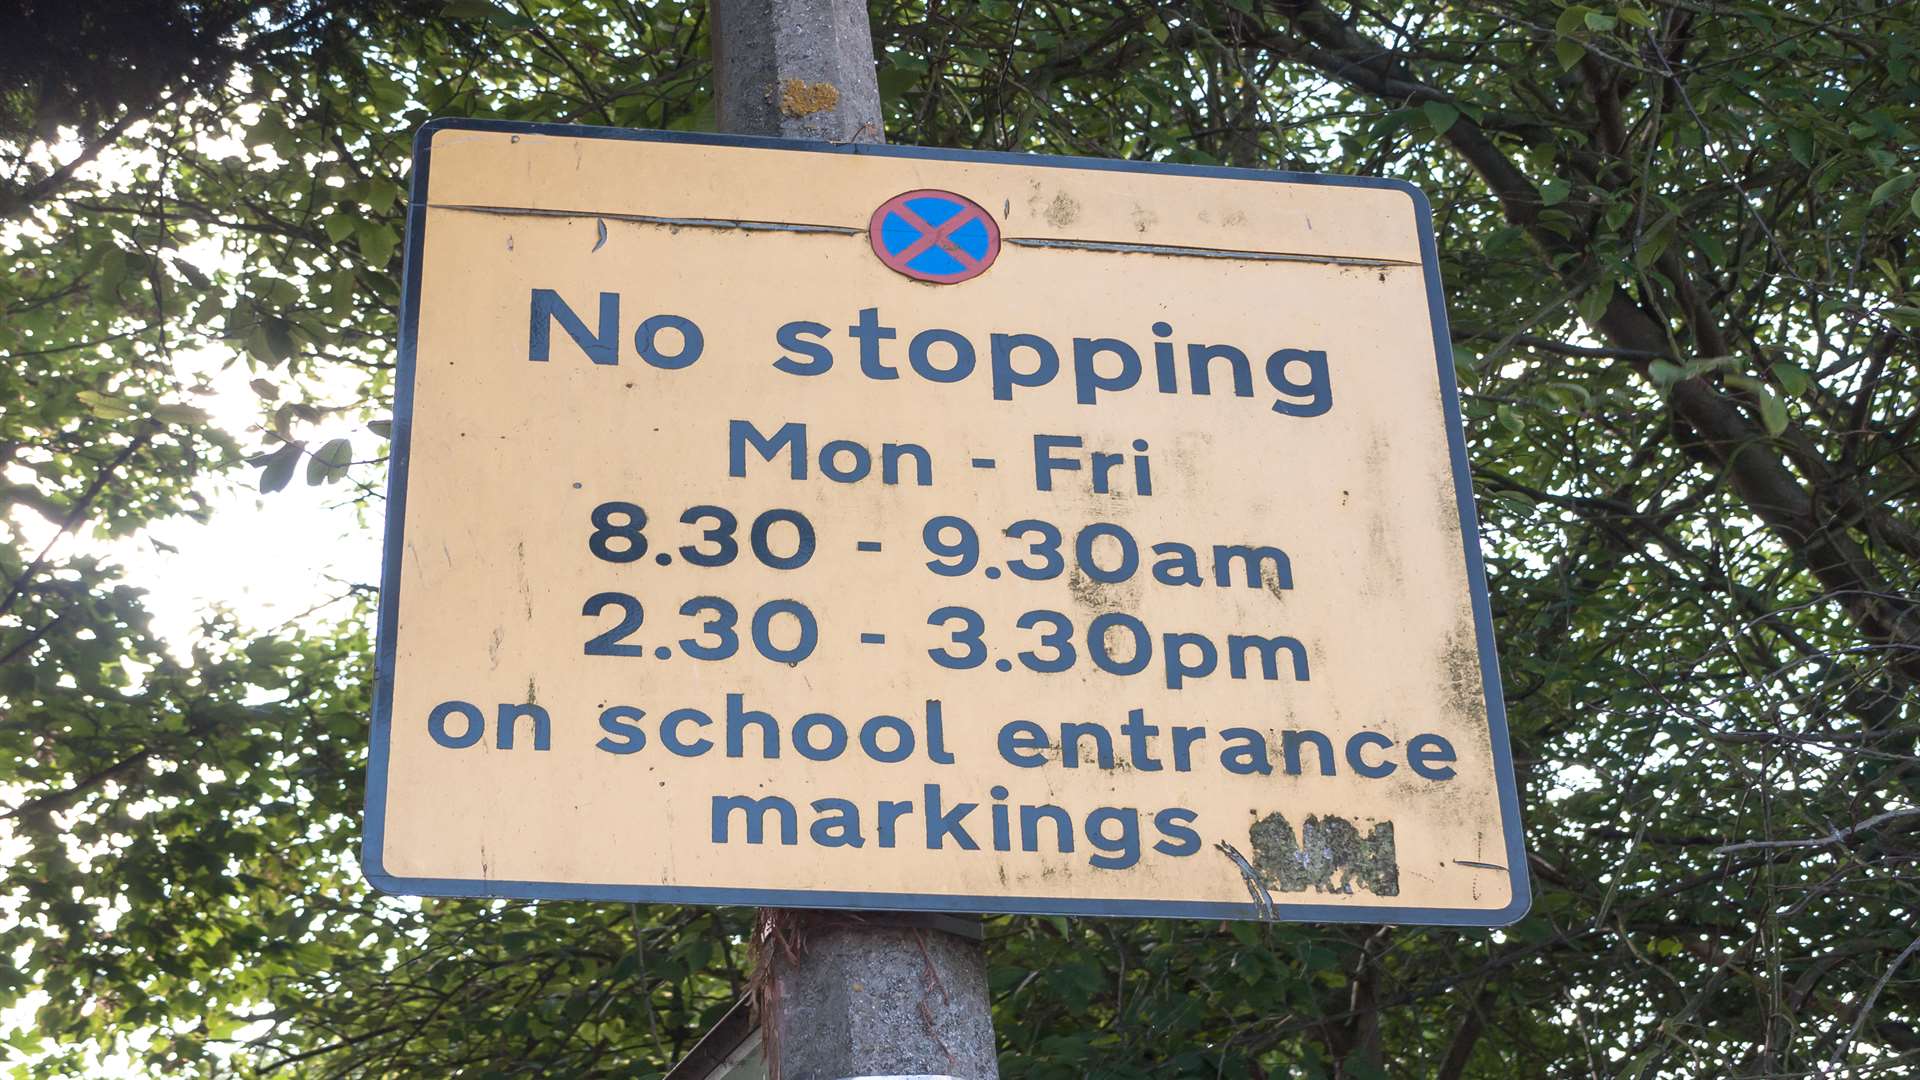 No stopping
Mon - Fri
8.30 - 9.30am
2.30 - 3.30pm
on school entrance
markings